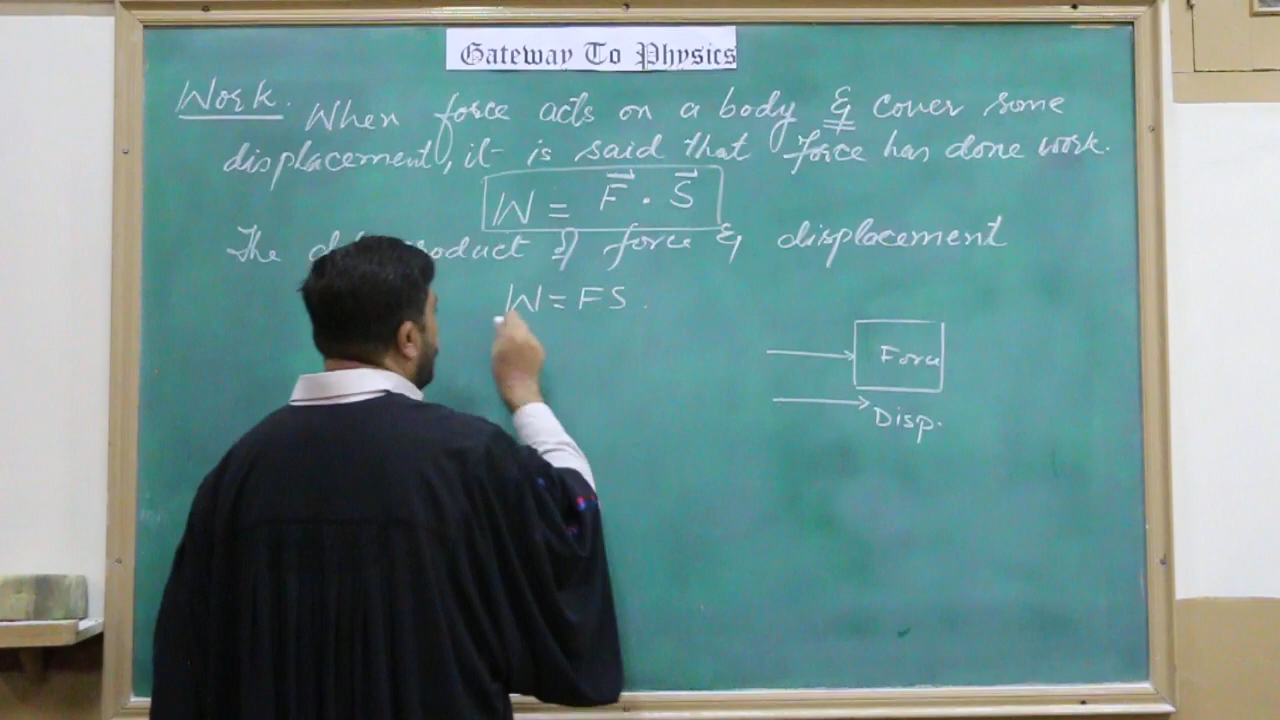 Gateway To Physics
Work. When force acts on a body & cover some
displacement, it is said that force has done work.
W = F⃗ . S⃗
The product of force & displacement
W = FS.
Force
Disp.